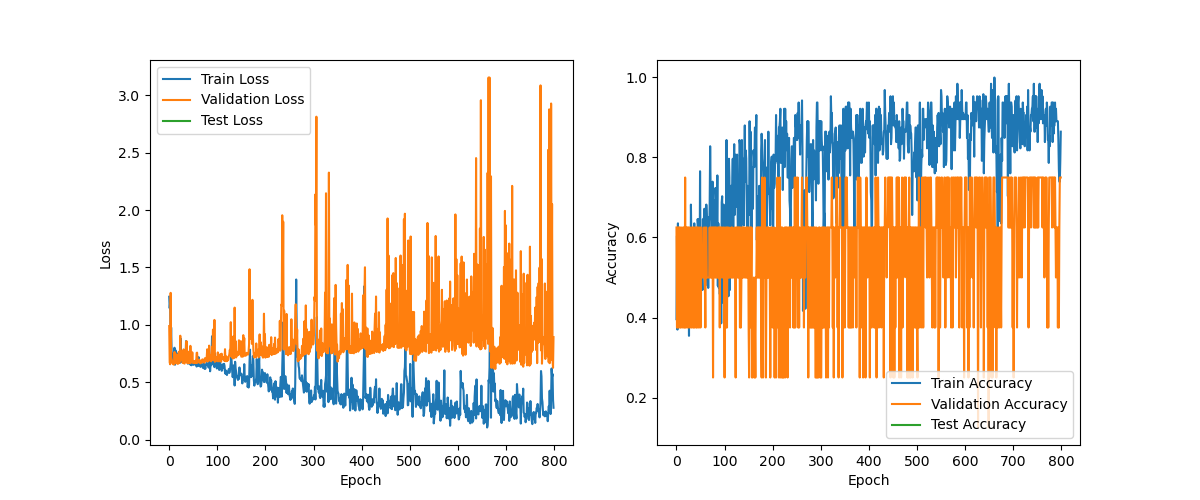 Train Loss
Validation Loss
Test Loss
3.0
2.5
2.0
1.5
1.0
0.5
0.0
Loss
0 100 200 300 400 500 600 700 800
Epoch
1.0
0.8
0.6
0.4
0.2
Accuracy
Train Accuracy
Validation Accuracy
Test Accuracy
0 100 200 300 400 500 600 700 800
Epoch